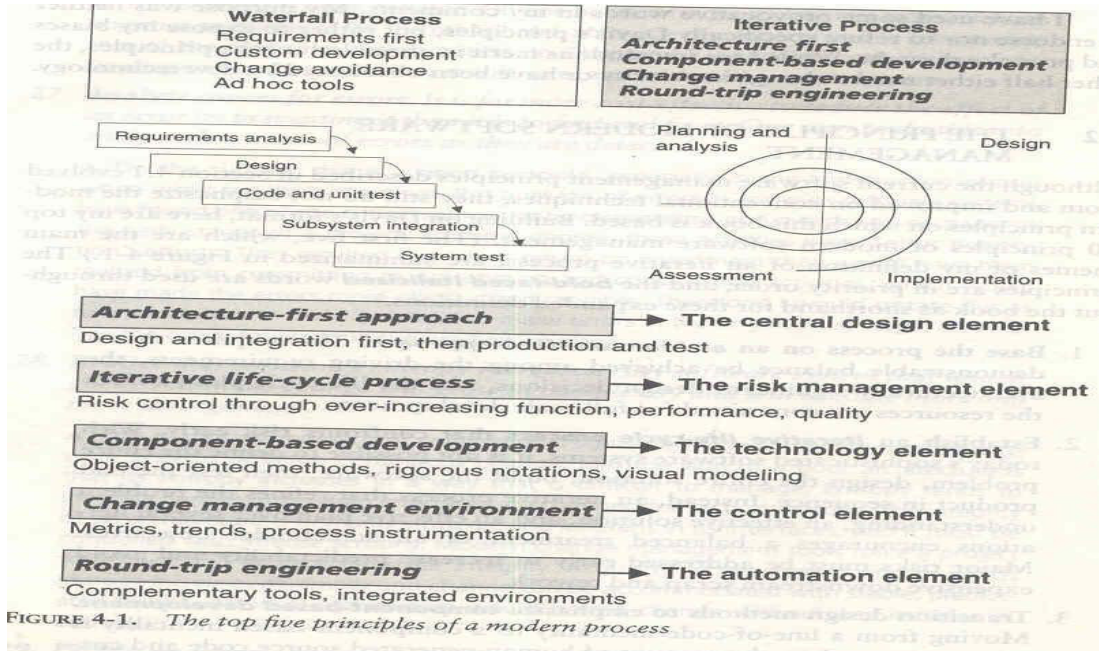 Waterfall Process
Requirements first
Custom development
Change avoidance
Ad hoc tools
Iterative Process
Architecture first
Component-based development
Change management
Round-trip engineering
Requirements analysis
Design
Code and unit test
Subsystem integration
System test
Planning and
analysis
Design
Assessment
Implementation
Architecture-first approach
The central design element
Design and integration first, then production and test
Iterative life-cycle process
The risk management element
Risk control through ever-increasing function, performance, quality
Component-based development
The technology element
Object-oriented methods, rigorous notations, visual modeling
Change management environment
The control element
Metrics, trends, process instrumentation
Round-trip engineering
The automation element
Complementary tools, integrated environments
FIGURE 4-1. The top five principles of a modern process